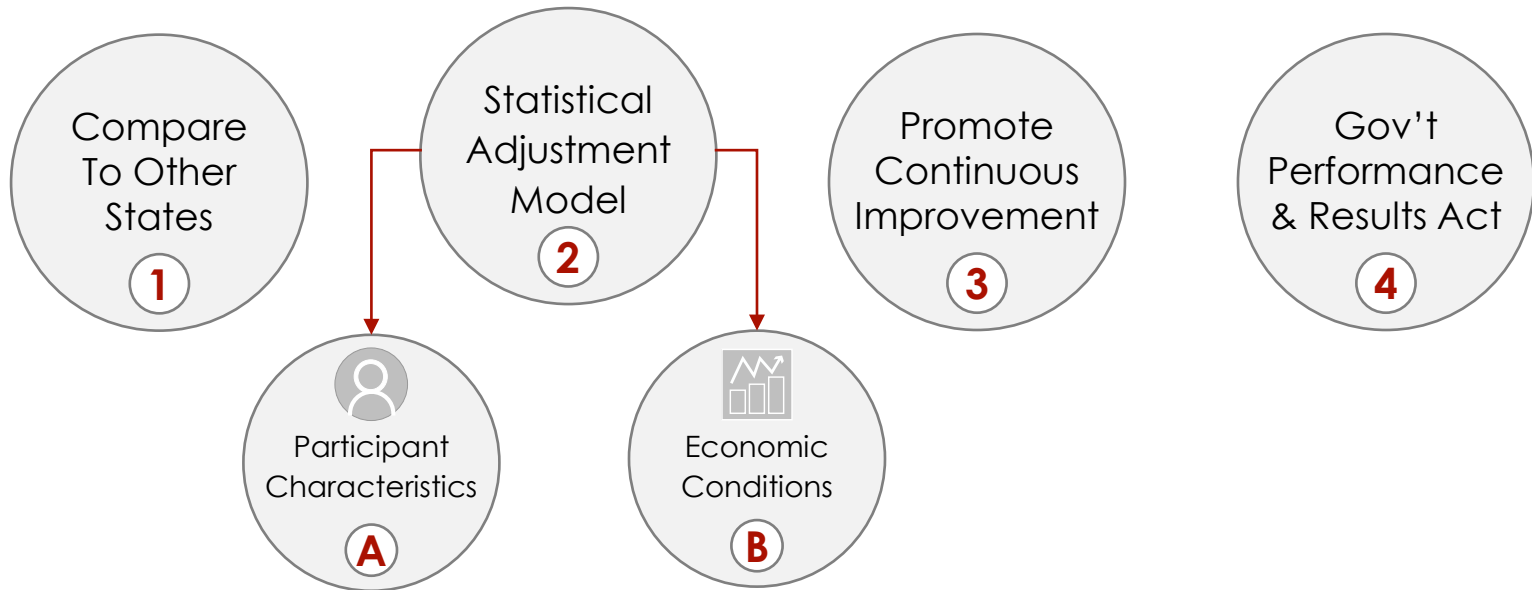 Compare
To Other
States
1
Statistical
Adjustment
Model
2
Promote
Continuous
Improvement
3
Gov’t
Performance
& Results Act
4
Participant
Characteristics
A
Economic
Conditions
B